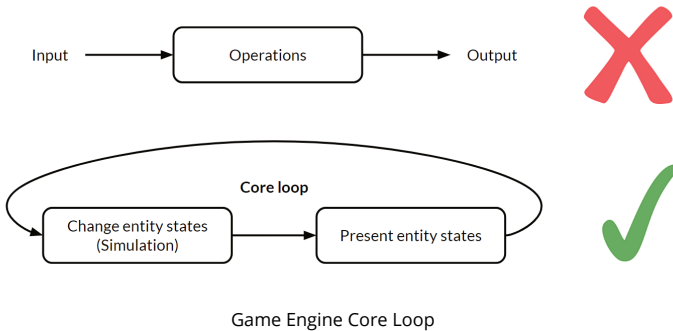 Input
Operations
Output
Core loop
Change entity states
(Simulation)
Present entity states
Game Engine Core Loop